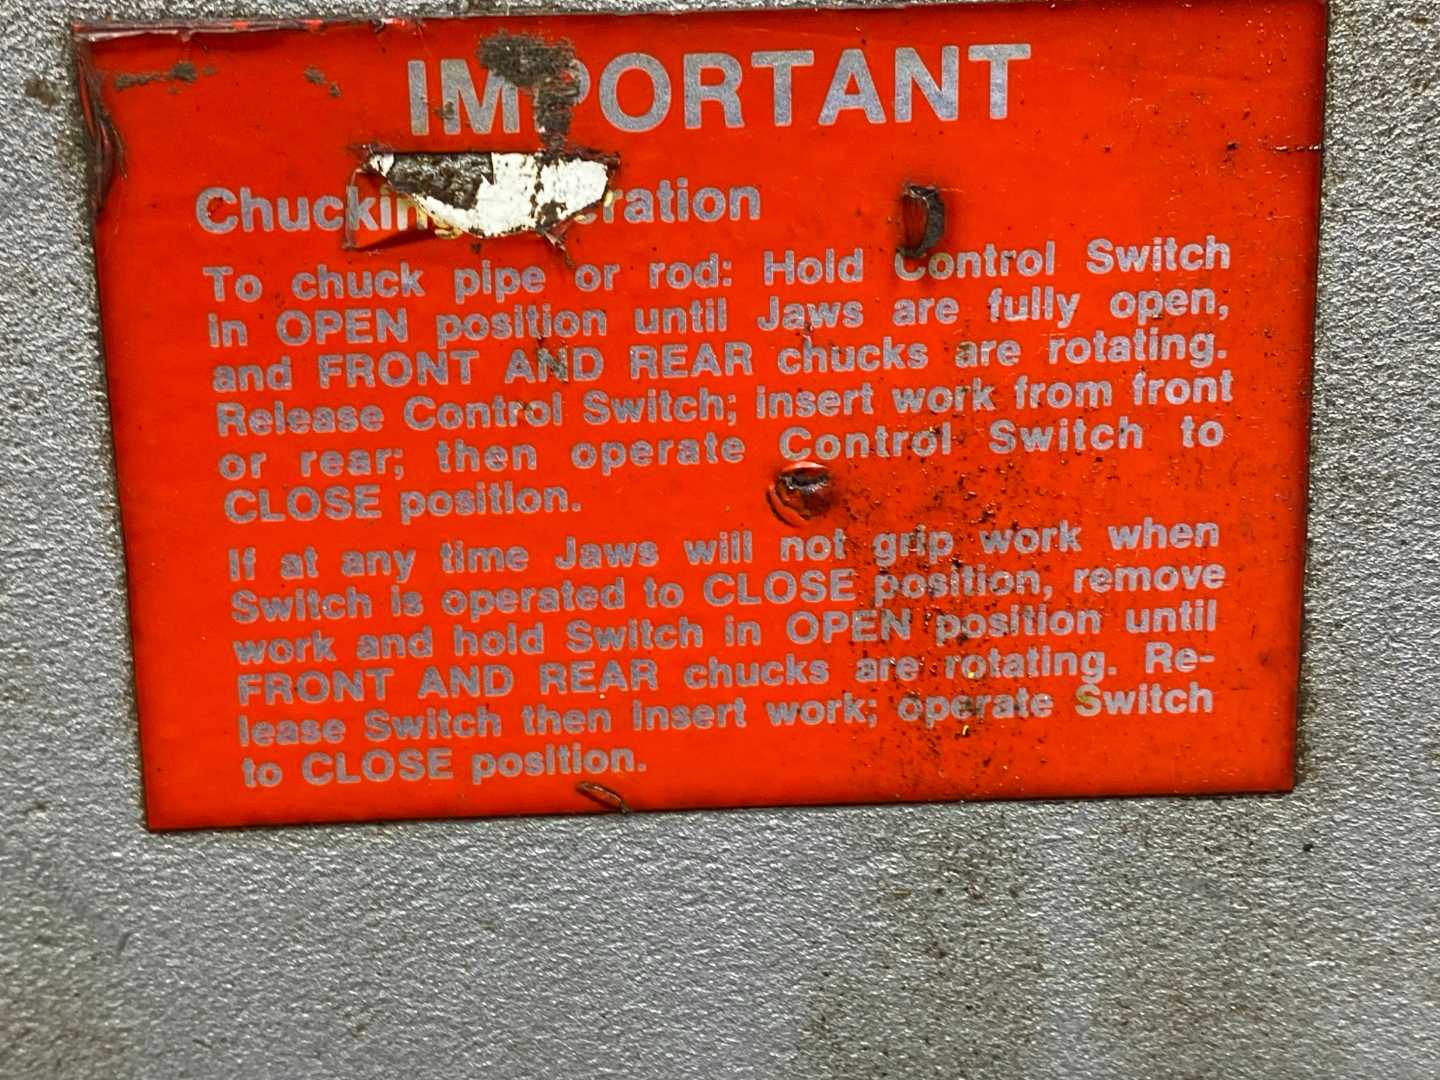 IMPORTANT
Chucking Operation
To chuck pipe or rod: Hold Control Switch
in OPEN position until Jaws are fully open,
and FRONT AND REAR chucks are rotating.
Release Control Switch; insert work from front
or rear; then operate Control Switch to
CLOSE position.
If at any time Jaws will not grip work when
Switch is operated to CLOSE position, remove
work and hold Switch in OPEN position until
FRONT AND REAR chucks are rotating. Re-
lease Switch then insert work; operate Switch
to CLOSE position.